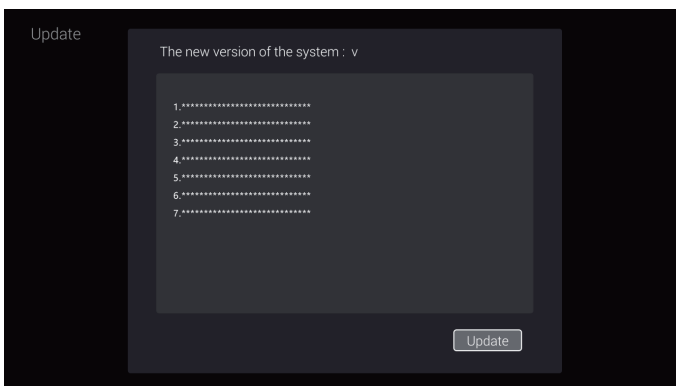 Update
The new version of the system : v
1.*****************************
2.*****************************
3.*****************************
4.*****************************
5.*****************************
6.*****************************
7.*****************************
Update